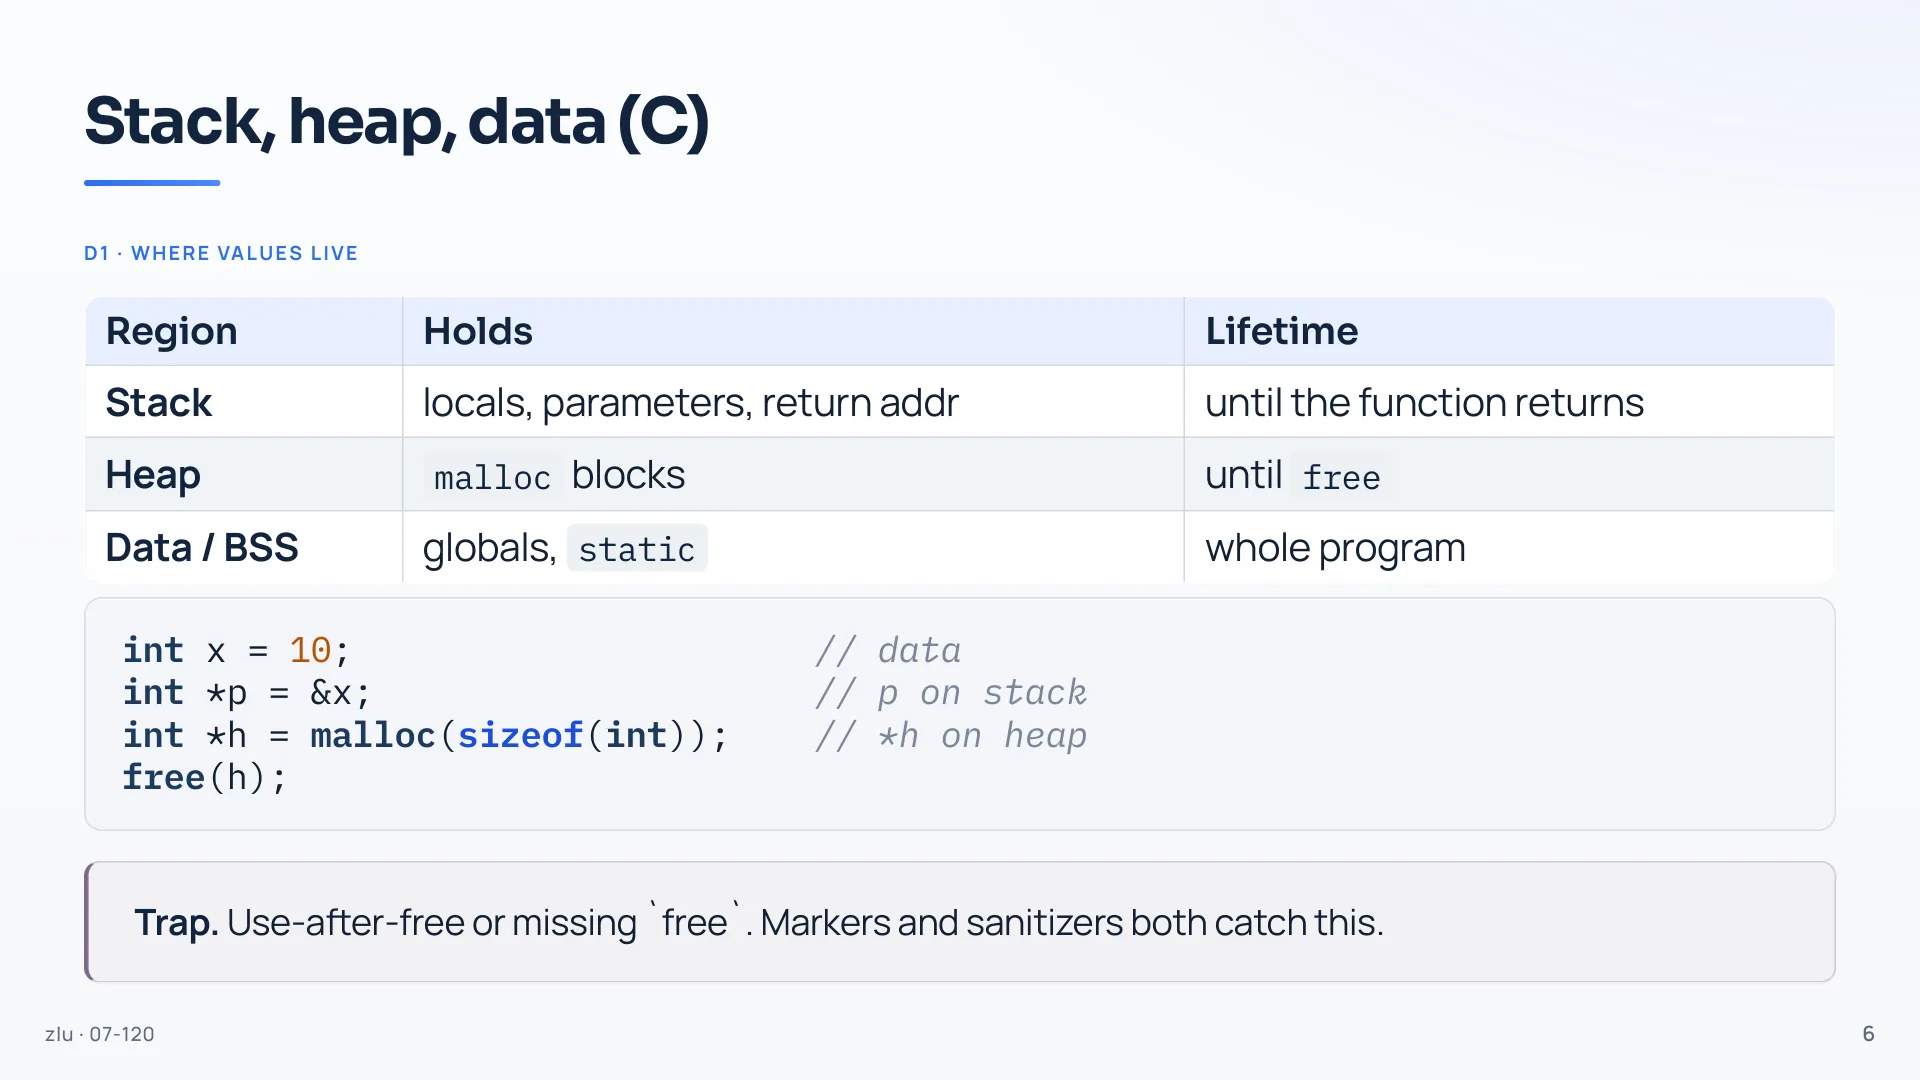 Stack, heap, data (C)
D1 · WHERE VALUES LIVE
Region Holds Lifetime
Stack locals, parameters, return addr until the function returns
Heap malloc blocks until free
Data / BSS globals, static whole program
int x = 10; // data
int *p = &x; // p on stack
int *h = malloc(sizeof(int)); // *h on heap
free(h);
Trap. Use-after-free or missing `free`. Markers and sanitizers both catch this.
zlu · 07-120
6